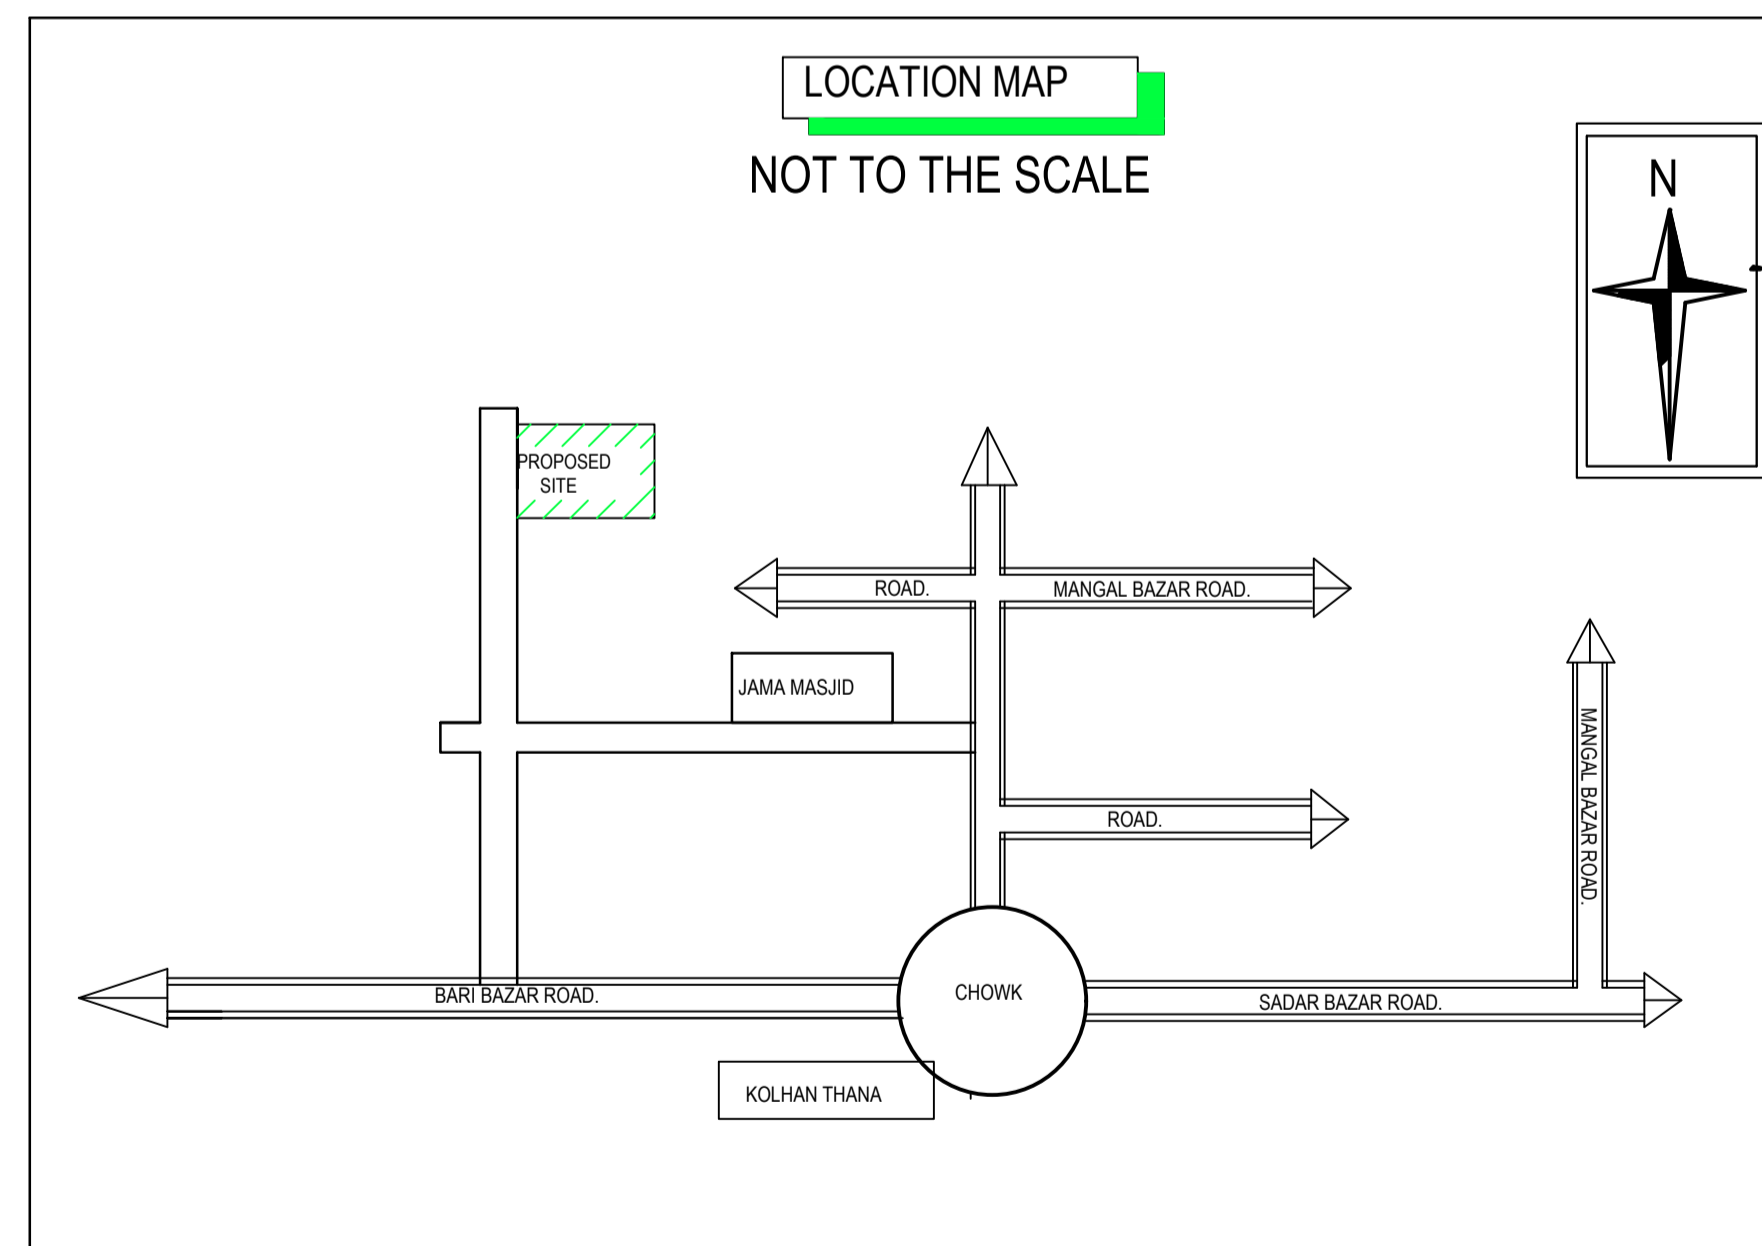 LOCATION MAP
NOT TO THE SCALE
N
PROPOSED
SITE
ROAD.
MANGAL BAZAR ROAD.
JAMA MASJID
MANGAL BAZAR ROAD.
ROAD.
BARI BAZAR ROAD.
CHOWK
SADAR BAZAR ROAD.
KOLHAN THANA